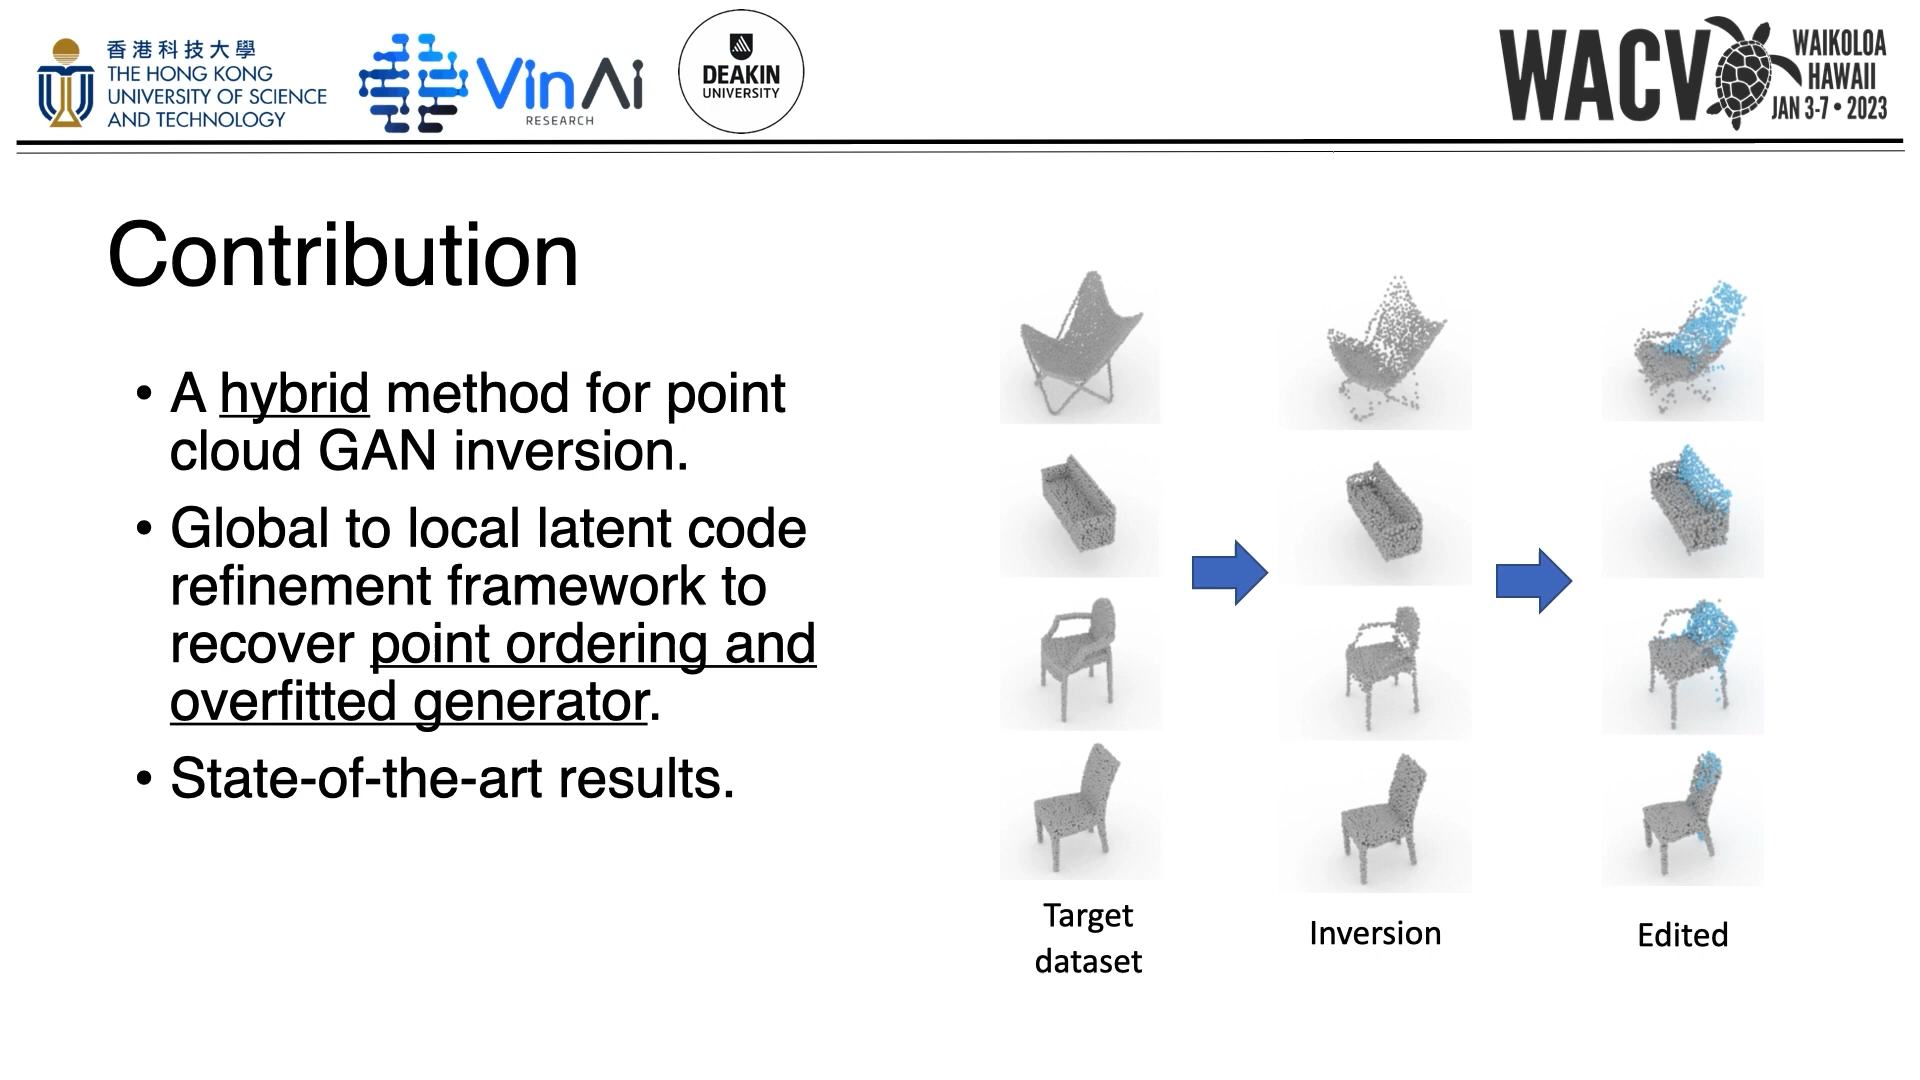 香港科技大學
THE HONG KONG
UNIVERSITY OF SCIENCE
AND TECHNOLOGY
VinAi
RESEARCH
DEAKIN
UNIVERSITY
WACV
WAIKOLOA
HAWAII
JAN 3-7 • 2023
Contribution
• A hybrid method for point
cloud GAN inversion.
• Global to local latent code
refinement framework to
recover point ordering and
overfitted generator.
• State-of-the-art results.
Target
dataset
Inversion
Edited